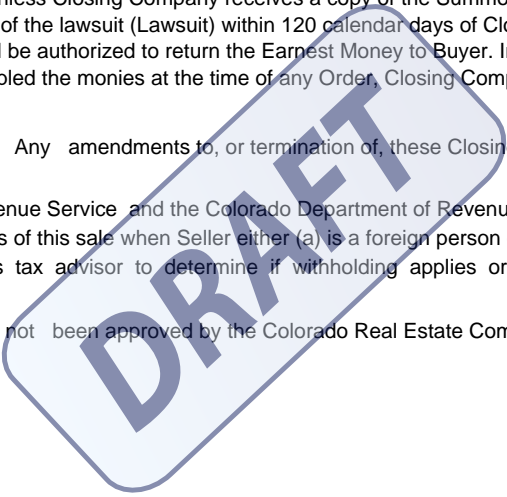 nless Closing Company receives a copy of the Summo
of the lawsuit (Lawsuit) within 120 calendar days of Clo
l be authorized to return the Earnest Money to Buyer. I
oled the monies at the time of any Order, Closing Comp
Any amendments to, or termination of, these Closin
enue Service and the Colorado Department of Revenu
s of this sale when Seller either (a) is a foreign person
s tax advisor to determine if withholding applies or
not been approved by the Colorado Real Estate Com
DRAFT